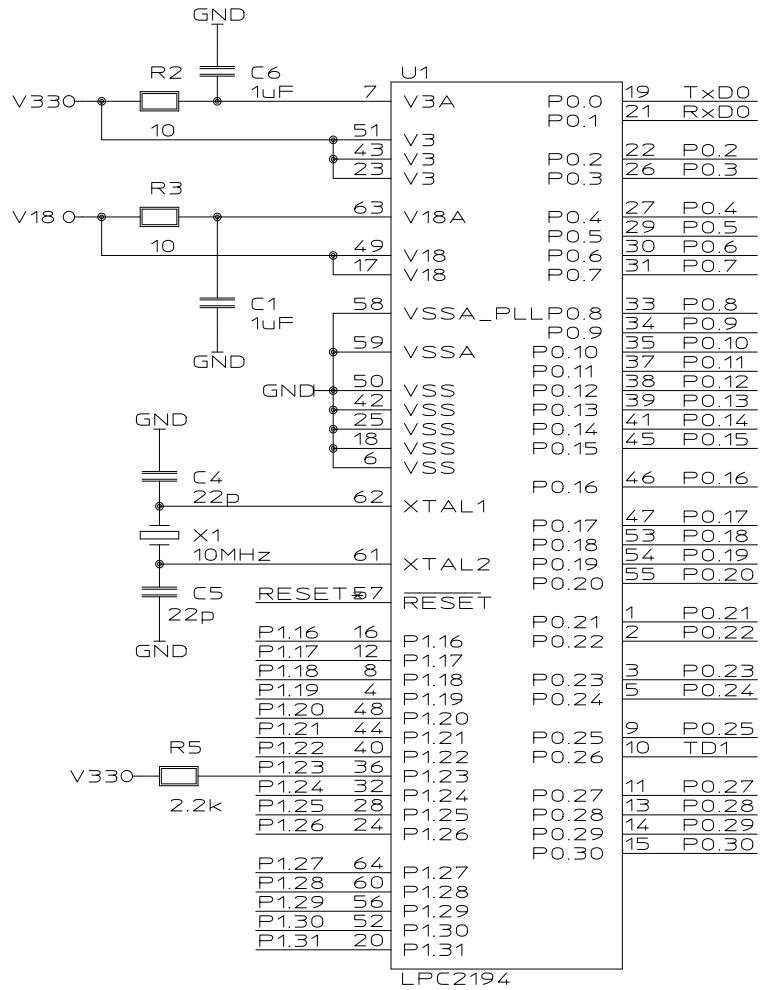 GND
U1
R2 C6
1uF
V330 7 V3A P0.0 19 TxD0
P0.1 21 RxD0
10 51 V3
43 V3 P0.2 22 P0.2
23 V3 P0.3 26 P0.3
R3
V18 63 V18A P0.4 27 P0.4
P0.5 29 P0.5
10 49 V18 P0.6 30 P0.6
17 V18 P0.7 31 P0.7
C1
1uF
58 VSSA_PLL P0.8 33 P0.8
P0.9 34 P0.9
GND
59 VSSA P0.10 35 P0.10
P0.11 37 P0.11
GND 50 VSS P0.12 38 P0.12
42 VSS P0.13 39 P0.13
GND
25 VSS P0.14 41 P0.14
18 VSS P0.15 45 P0.15
6 VSS
C4
22p
P0.16 46 P0.16
62 XTAL1
P0.17 47 P0.17
X1
10MHz
P0.18 53 P0.18
61 XTAL2 P0.19 54 P0.19
P0.20 55 P0.20
C5
22p
RESET* 57 RESET
P0.21 1 P0.21
P1.16 16 P1.16 P0.22 2 P0.22
GND
P1.17 12 P1.17
P1.18 8 P1.18 P0.23 3 P0.23
P1.19 4 P1.19 P0.24 5 P0.24
P1.20 48 P1.20
P1.21 44 P1.21 P0.25 9 P0.25
P1.22 40 P1.22 P0.26 10 TD1
R5
V330 P1.23 36 P1.23
2.2k
P1.24 32 P1.24 P0.27 11 P0.27
P1.25 28 P1.25 P0.28 13 P0.28
P1.26 24 P1.26 P0.29 14 P0.29
P0.30 15 P0.30
P1.27 64 P1.27
P1.28 60 P1.28
P1.29 56 P1.29
P1.30 52 P1.30
P1.31 20 P1.31
LPC2194